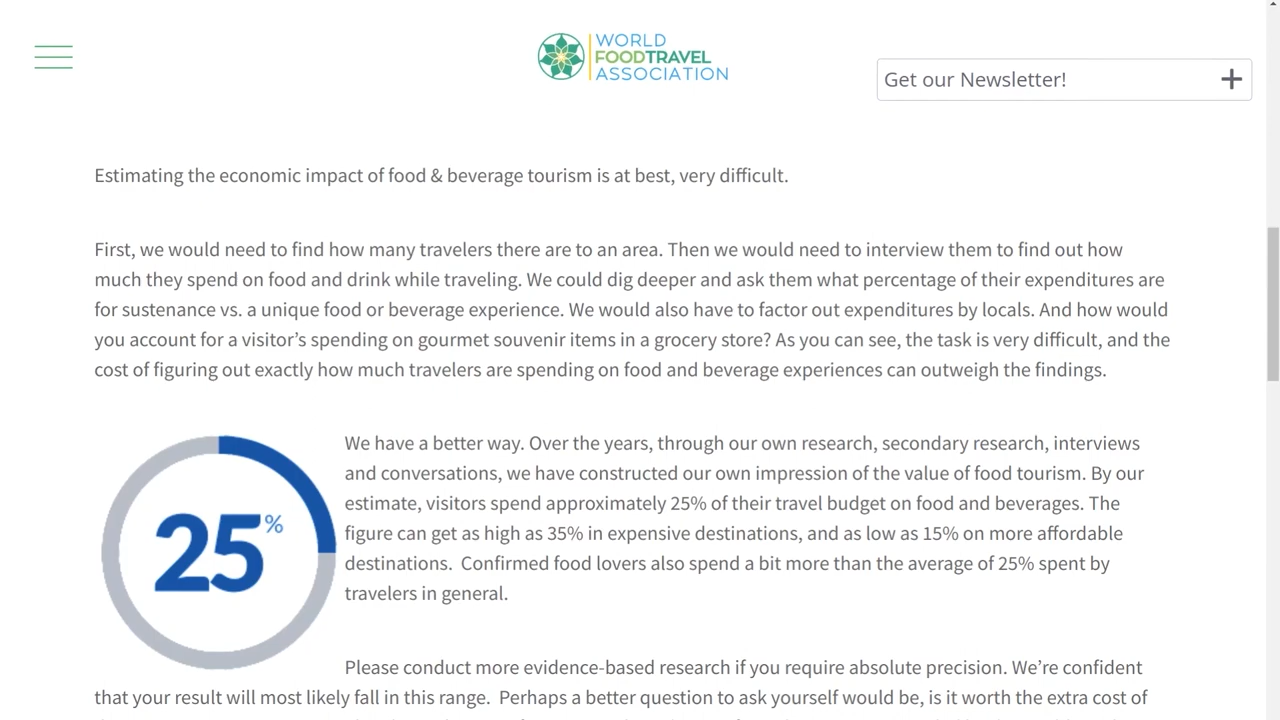 WORLD
FOODTRAVEL
ASSOCIATION
Get our Newsletter!
Estimating the economic impact of food & beverage tourism is at best, very difficult.
First, we would need to find how many travelers there are to an area. Then we would need to interview them to find out how
much they spend on food and drink while traveling. We could dig deeper and ask them what percentage of their expenditures are
for sustenance vs. a unique food or beverage experience. We would also have to factor out expenditures by locals. And how would
you account for a visitor’s spending on gourmet souvenir items in a grocery store? As you can see, the task is very difficult, and the
cost of figuring out exactly how much travelers are spending on food and beverage experiences can outweigh the findings.
25%
We have a better way. Over the years, through our own research, secondary research, interviews
and conversations, we have constructed our own impression of the value of food tourism. By our
estimate, visitors spend approximately 25% of their travel budget on food and beverages. The
figure can get as high as 35% in expensive destinations, and as low as 15% on more affordable
destinations.  Confirmed food lovers also spend a bit more than the average of 25% spent by
travelers in general.
Please conduct more evidence-based research if you require absolute precision. We’re confident
that your result will most likely fall in this range.  Perhaps a better question to ask yourself would be, is it worth the extra cost of